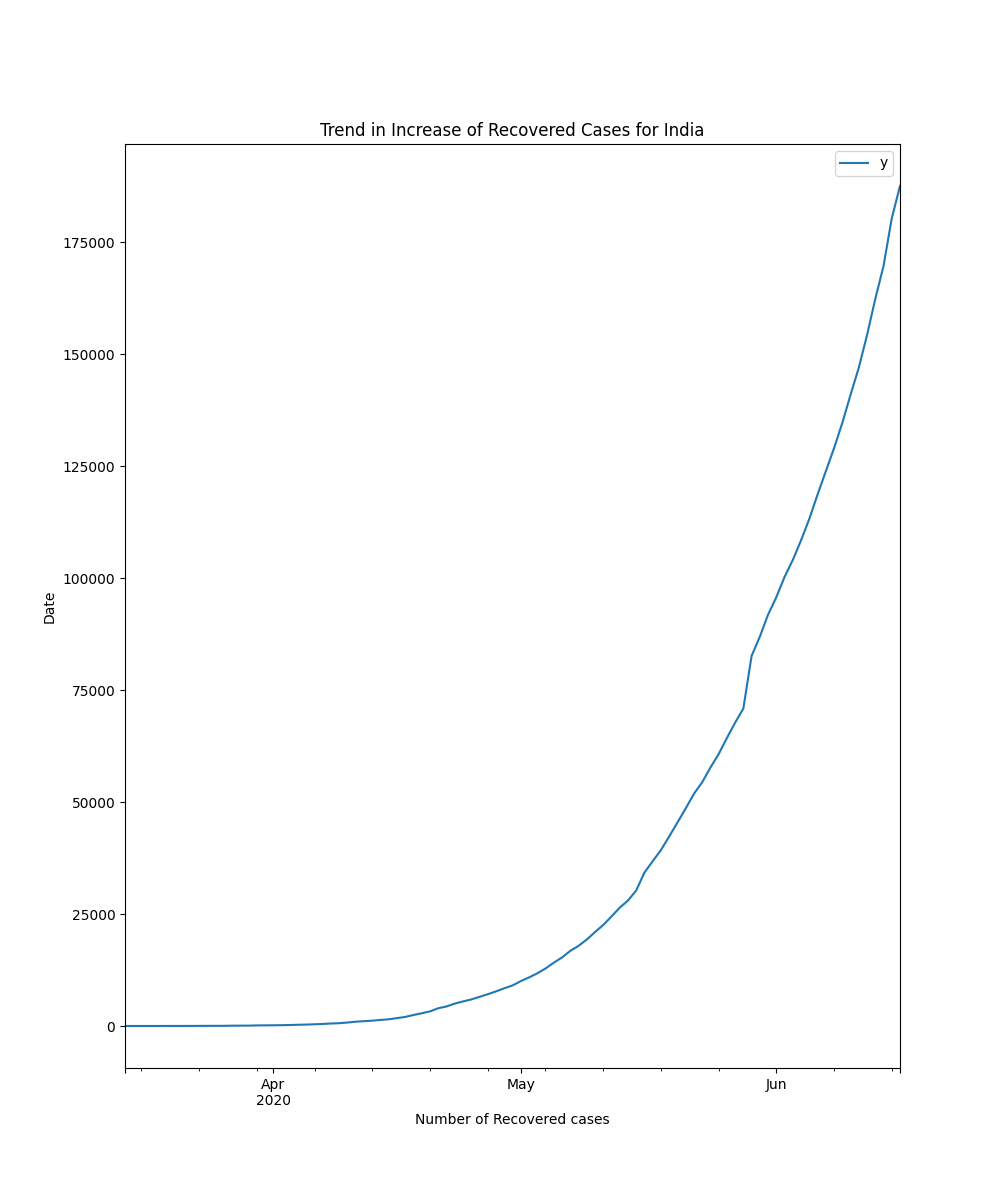 Trend in Increase of Recovered Cases for India
y
175000
150000
125000
100000
75000
50000
25000
0
Date
Apr
2020
May
Jun
Number of Recovered cases